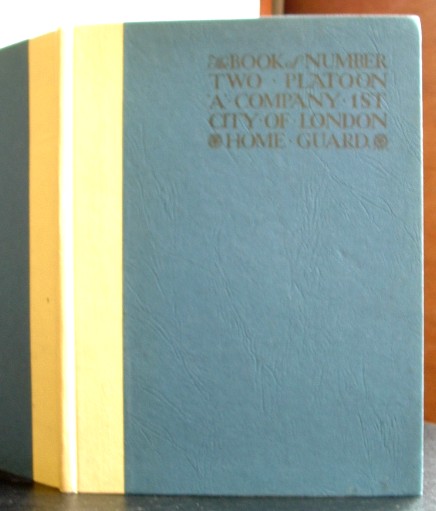 The BOOK of NUMBER
TWO · PLATOON
A · COMPANY · 1ST
CITY · OF LONDON
HOME · GUARD.